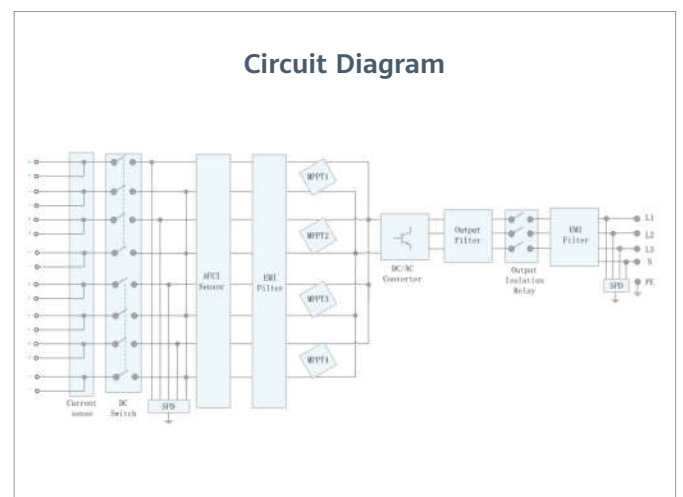 Circuit Diagram
MPPT1
MPPT2
MPPT3
MPPT4
AFCI
Sensor
EMI
Filter
DC/AC
Converter
Output
Filter
Output
Isolation
Relay
EMI
Filter
L1
L2
L3
N
PE
SPD
Current
sense
DC
Switch
SPD